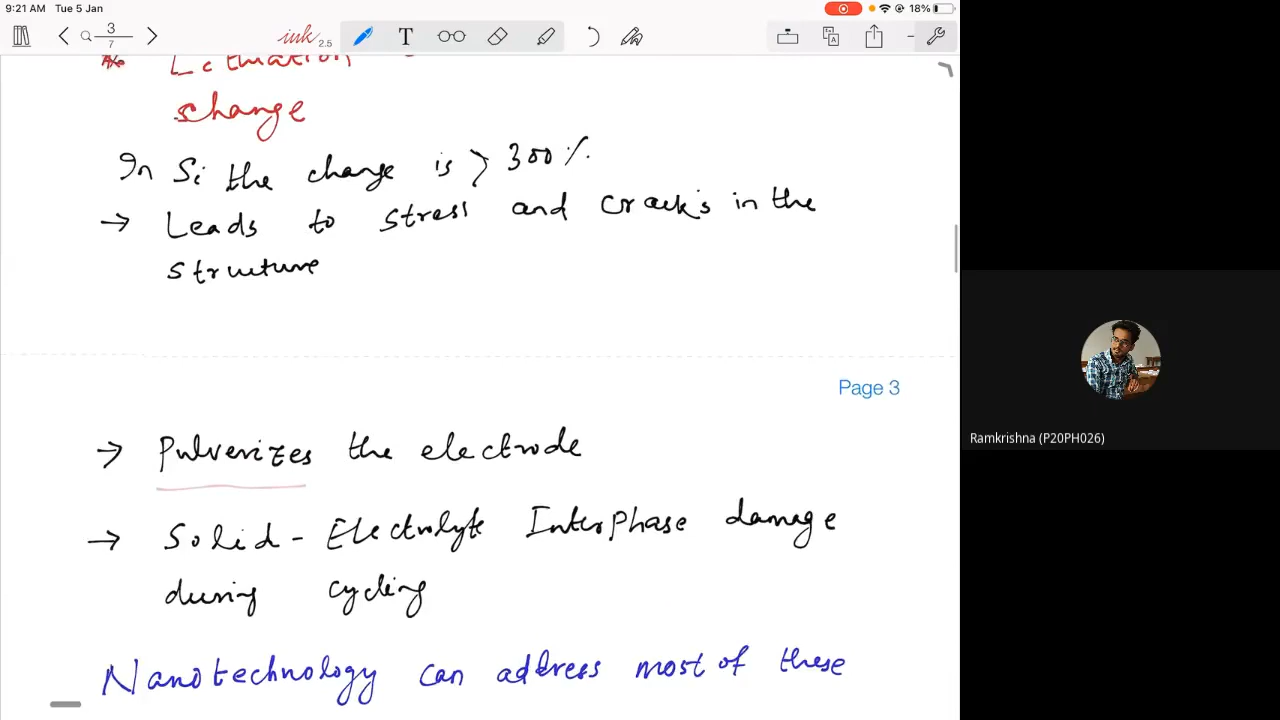 9:21 AM Tue 5 Jan
18%
3
7
ink 2.5
T
change
In Si the change is > 300 %.
→ Leads to stress and cracks in the
structure
Page 3
→ Pulverizes the electrode
→ Solid - Electrolyte Interphase damage
during cycling
Nanotechnology can address most of these
Ramkrishna (P20PH026)